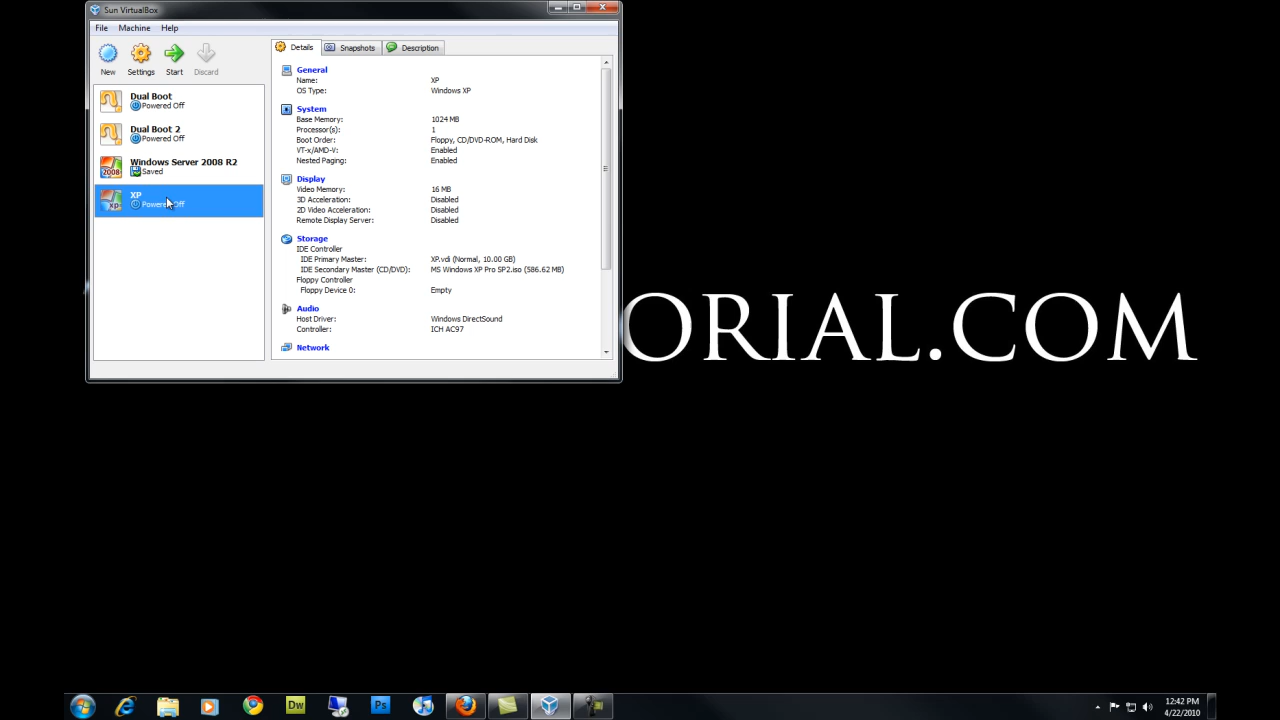 Sun VirtualBox
File Machine Help
New Settings Start Discard
Details Snapshots Description
Dual Boot
Powered Off
Dual Boot 2
Powered Off
Windows Server 2008 R2
Saved
2008
XP
Powered Off
xp
General
Name: XP
OS Type: Windows XP
System
Base Memory: 1024 MB
Processor(s): 1
Boot Order: Floppy, CD/DVD-ROM, Hard Disk
VT-x/AMD-V: Enabled
Nested Paging: Enabled
Display
Video Memory: 16 MB
3D Acceleration: Disabled
2D Video Acceleration: Disabled
Remote Display Server: Disabled
Storage
IDE Controller
IDE Primary Master: XP.vdi (Normal, 10.00 GB)
IDE Secondary Master (CD/DVD): MS Windows XP Pro SP2.iso (586.62 MB)
Floppy Controller
Floppy Device 0: Empty
Audio
Host Driver: Windows DirectSound
Controller: ICH AC97
Network
ORIAL.COM
Dw
Ps
12:42 PM
4/22/2010